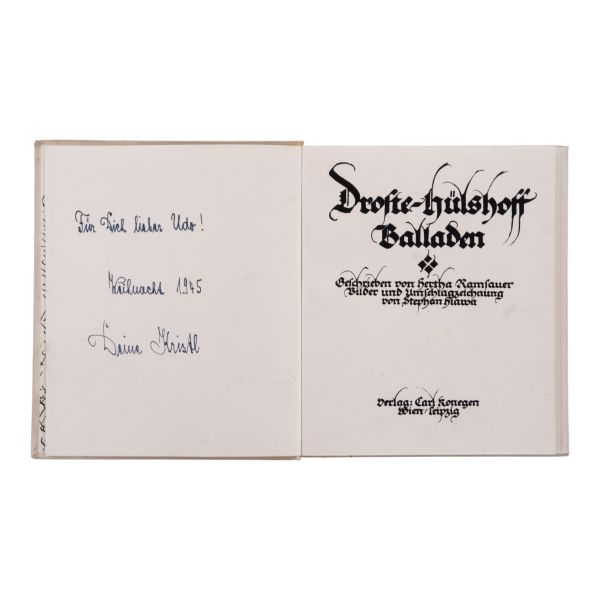 Für Dich lieber Udo!
Weihnacht 1945
Deine Kristl
Droste-Hülshoff
Balladen
Geschrieben von Hertha Ramsauer
Bilder und Umschlagzeichnung
von Stephan Hlawa
Verlag: Carl Konegen
Wien/Leipzig